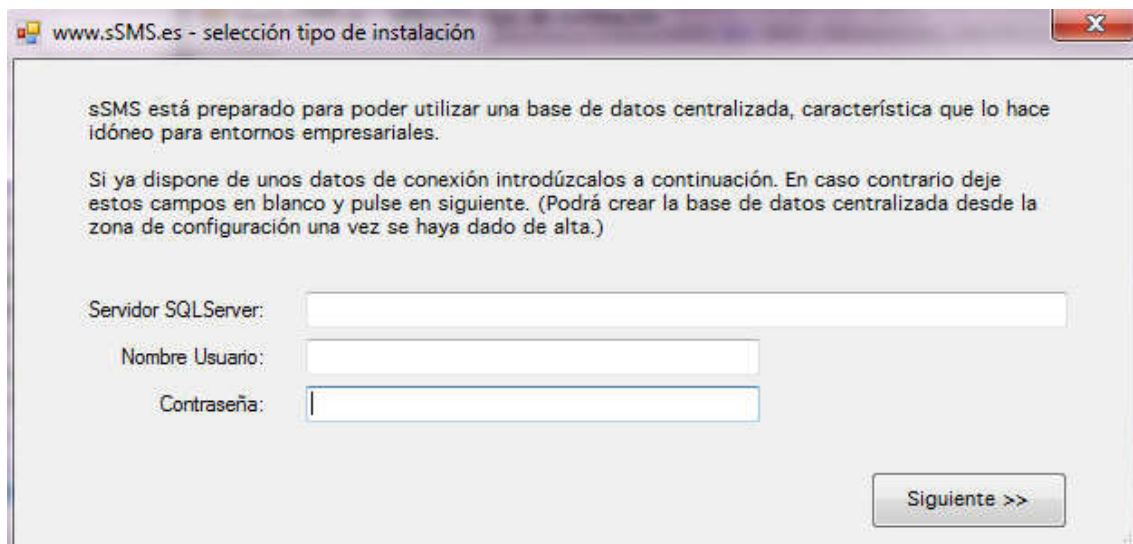 www.sSMS.es - selección tipo de instalación
sSMS está preparado para poder utilizar una base de datos centralizada, característica que lo hace
idóneo para entornos empresariales.
Si ya dispone de unos datos de conexión introdúzcalos a continuación. En caso contrario deje
estos campos en blanco y pulse en siguiente. (Podrá crear la base de datos centralizada desde la
zona de configuración una vez se haya dado de alta.)
Servidor SQLServer:
Nombre Usuario:
Contraseña:
Siguiente >>